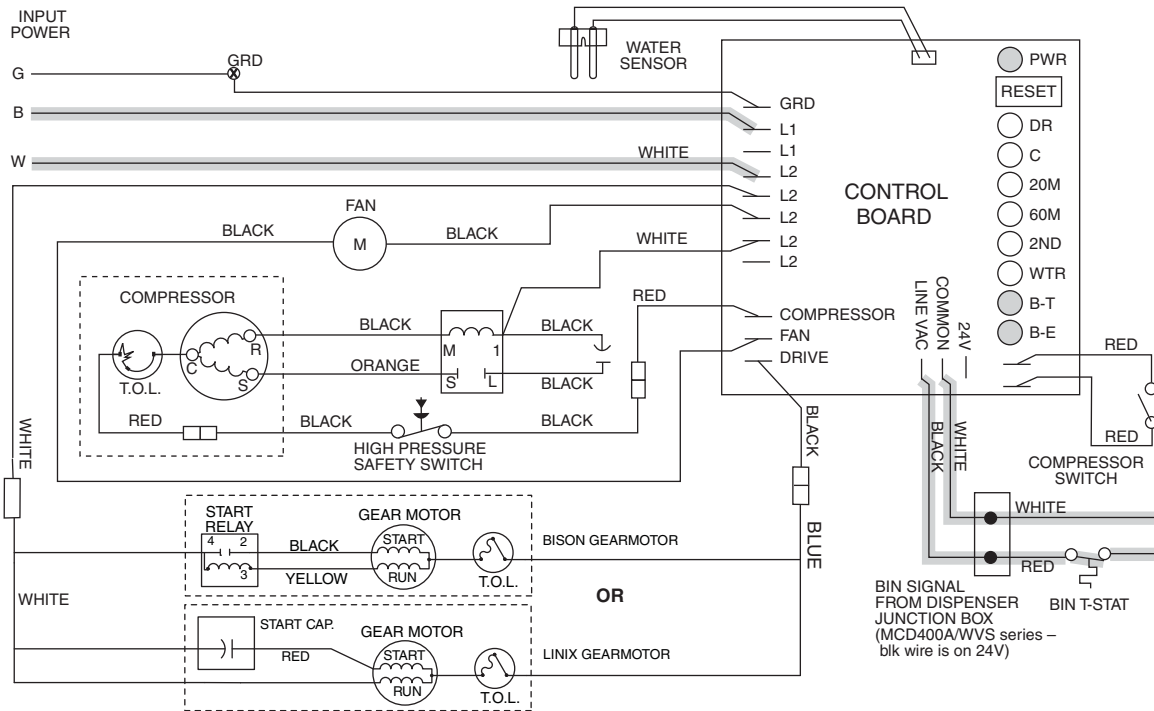 INPUT
POWER
G
GRD
B
W
WATER
SENSOR
WHITE
GRD
L1
L1
L2
L2
L2
L2
L2
CONTROL
BOARD
PWR
RESET
DR
C
20M
60M
2ND
WTR
B-T
B-E
FAN
M
BLACK
BLACK
WHITE
RED
COMPRESSOR
FAN
DRIVE
LINE VAC
COMMON
24V
COMPRESSOR
T.O.L.
C
R
S
BLACK
ORANGE
M
1
S
L
BLACK
BLACK
RED
BLACK
BLACK
HIGH PRESSURE
SAFETY SWITCH
WHITE
BLACK
BLUE
BLACK
WHITE
RED
RED
COMPRESSOR
SWITCH
WHITE
RED
BIN T-STAT
BIN SIGNAL
FROM DISPENSER
JUNCTION BOX
(MCD400A/WVS series –
blk wire is on 24V)
START
RELAY
4
2
3
BLACK
YELLOW
GEAR MOTOR
START
RUN
T.O.L.
BISON GEARMOTOR
OR
WHITE
START CAP.
RED
GEAR MOTOR
START
RUN
T.O.L.
LINIX GEARMOTOR